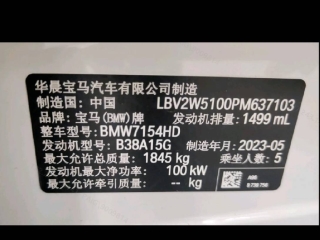 华晨宝马汽车有限公司制造
制造国：中国 LBV2W5100PM637103
品牌：宝马(BMW)牌 发动机排量：1499 mL
整车型号：BMW7154HD
发动机型号：B38A15G 制造年月：2023-05
最大允许总质量：1845 kg 乘坐人数：5
发动机最大净功率：100 kW
最大允许牵引质量：-- kg